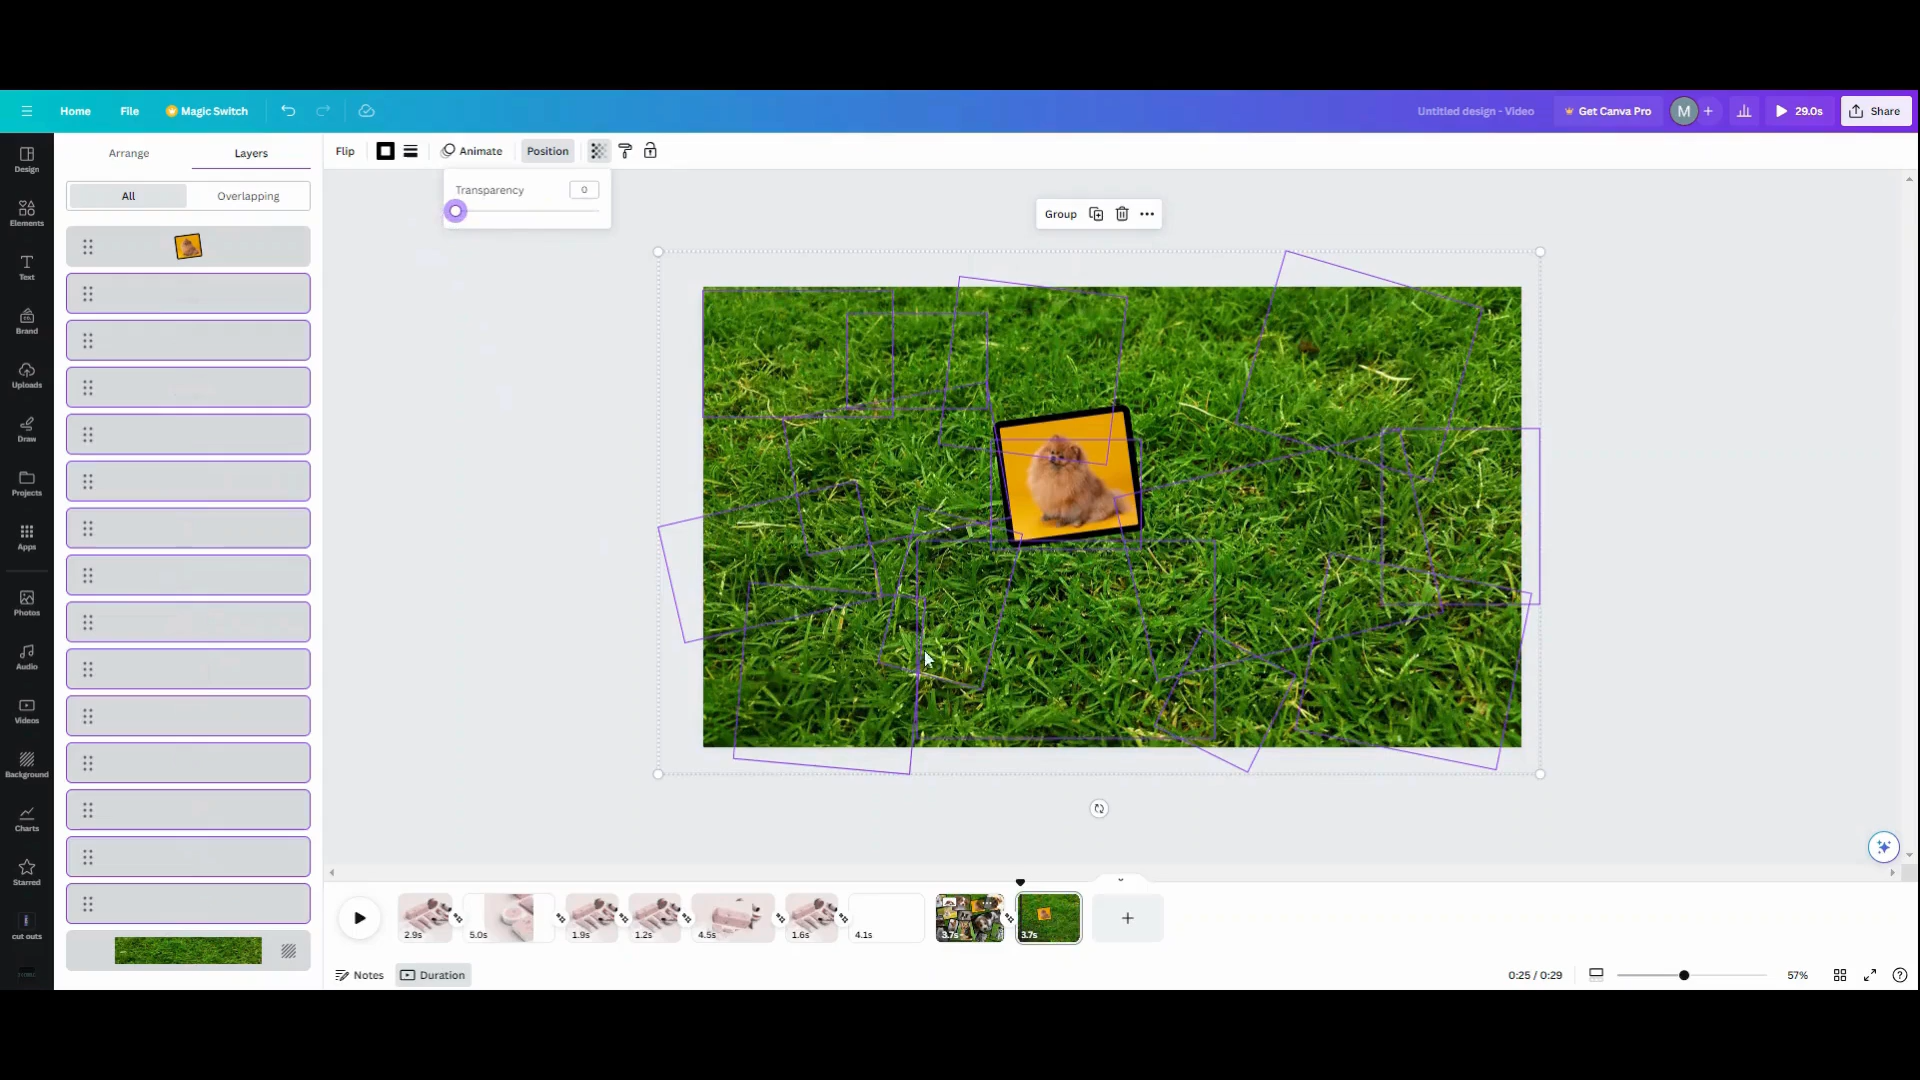 Home
File
Magic Switch
Untitled design - Video
Get Canva Pro
M
29.0s
Share
Design
Elements
Text
Brand
Uploads
Draw
Projects
Apps
Photos
Audio
Videos
Background
Charts
Starred
cut outs
Arrange
Layers
All
Overlapping
Flip
Animate
Position
Transparency
0
Group
2.9s
5.0s
1.9s
1.2s
4.5s
1.6s
4.1s
3.7s
3.7s
Notes
Duration
0:25 / 0:29
57%